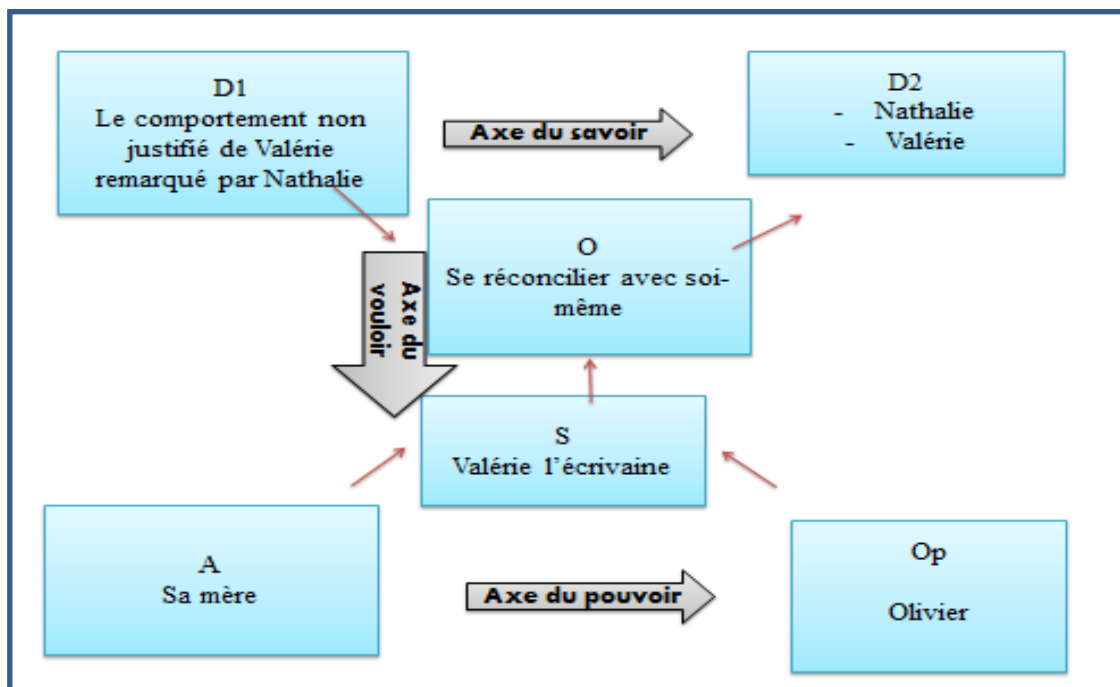 D1
Le comportement non
justifié de Valérie
remarqué par Nathalie
Axe du savoir
D2
- Nathalie
- Valérie
O
Se réconcilier avec soi-
même
Axe du
vouloir
S
Valérie l’écrivaine
A
Sa mère
Axe du pouvoir
Op
Olivier